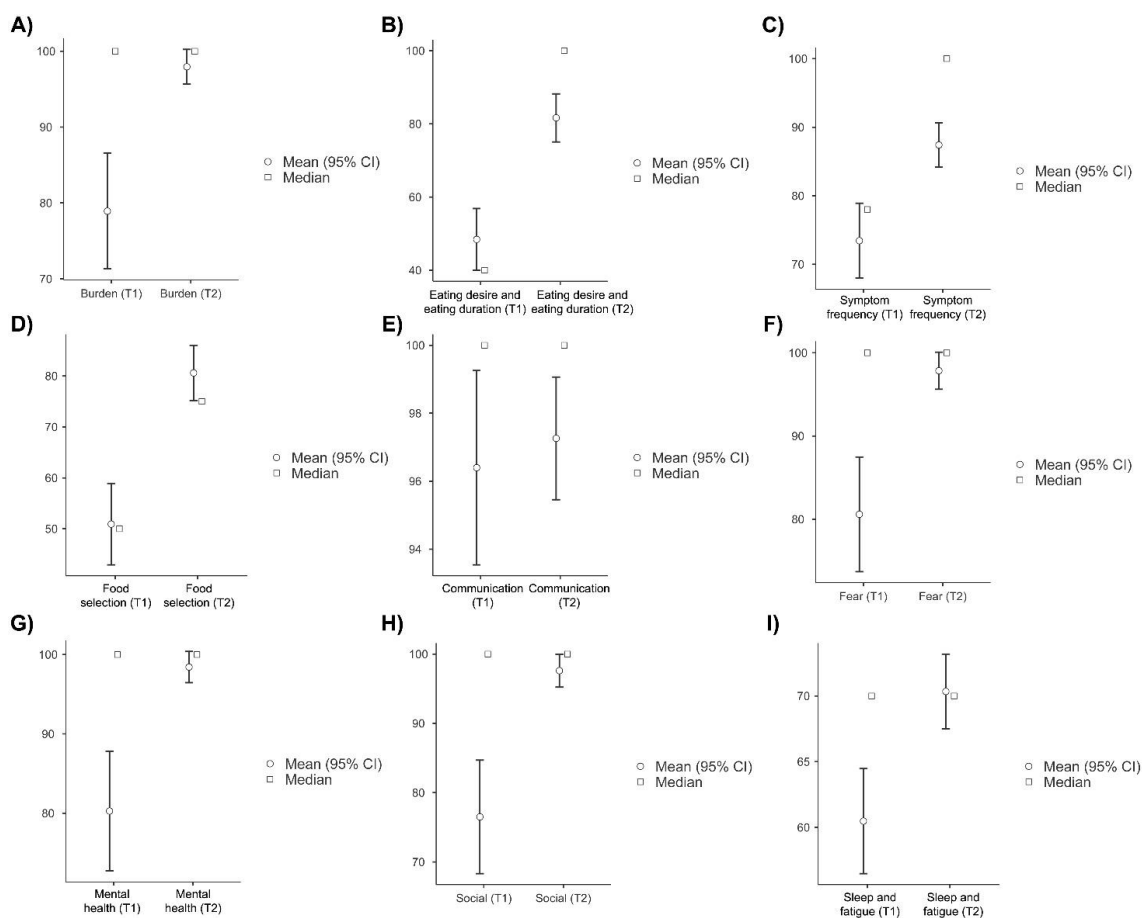 A)
100
90
80
70
Burden (T1) Burden (T2)
Mean (95% CI)
Median
B)
100
80
60
40
Eating desire and Eating desire and
eating duration (T1) eating duration (T2)
Mean (95% CI)
Median
C)
100
90
80
70
Symptom Symptom
frequency (T1) frequency (T2)
Mean (95% CI)
Median
D)
80
70
60
50
Food Food
selection (T1) selection (T2)
Mean (95% CI)
Median
E)
100
98
96
94
Communication Communication
(T1) (T2)
Mean (95% CI)
Median
F)
100
90
80
Fear (T1) Fear (T2)
Mean (95% CI)
Median
G)
100
90
80
Mental Mental
health (T1) health (T2)
Mean (95% CI)
Median
H)
100
90
80
70
Social (T1) Social (T2)
Mean (95% CI)
Median
I)
70
65
60
Sleep and Sleep and
fatigue (T1) fatigue (T2)
Mean (95% CI)
Median